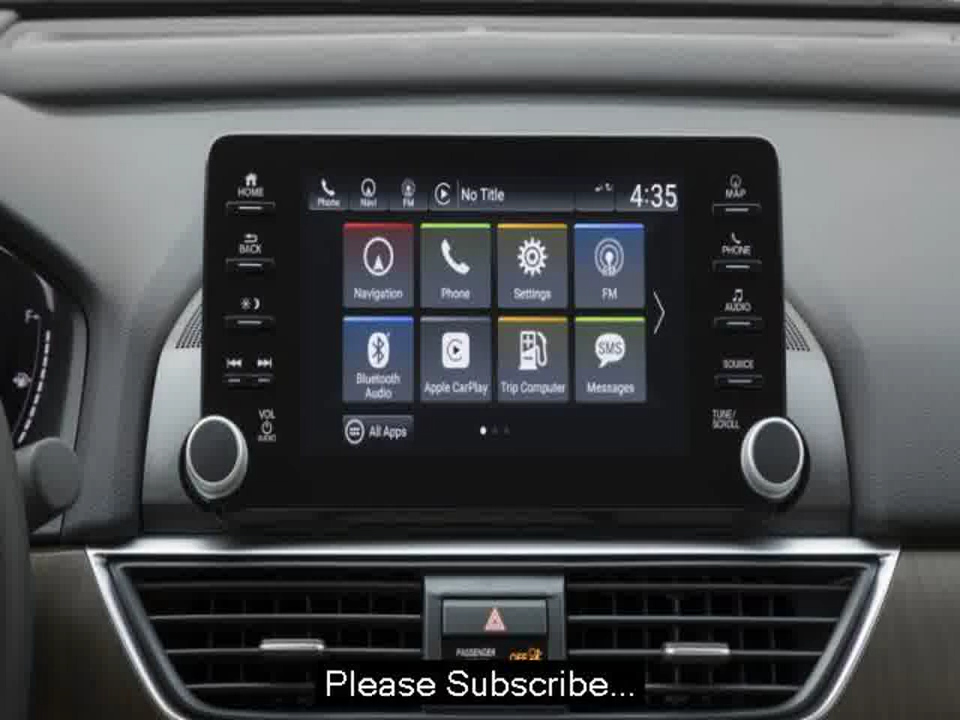 HOME
BACK
VOL
AUDIO
Phone Navi FM No Title 4:35
Navigation Phone Settings FM
Bluetooth Audio Apple CarPlay Trip Computer SMS Messages
All Apps
MAP
PHONE
AUDIO
SOURCE
TUNE/
SCROLL
F
PASSENGER
OFF
Please Subscribe...